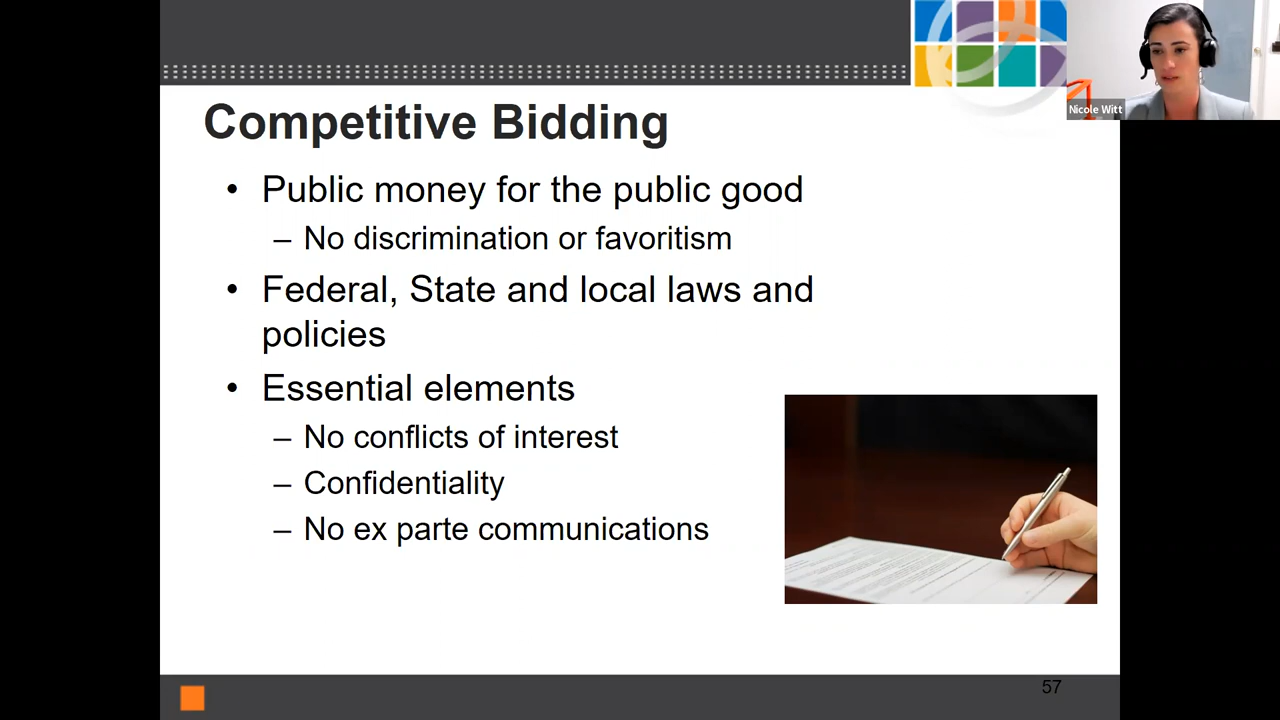 Nicole Witt
Competitive Bidding
• Public money for the public good
– No discrimination or favoritism
• Federal, State and local laws and
policies
• Essential elements
– No conflicts of interest
– Confidentiality
– No ex parte communications
57